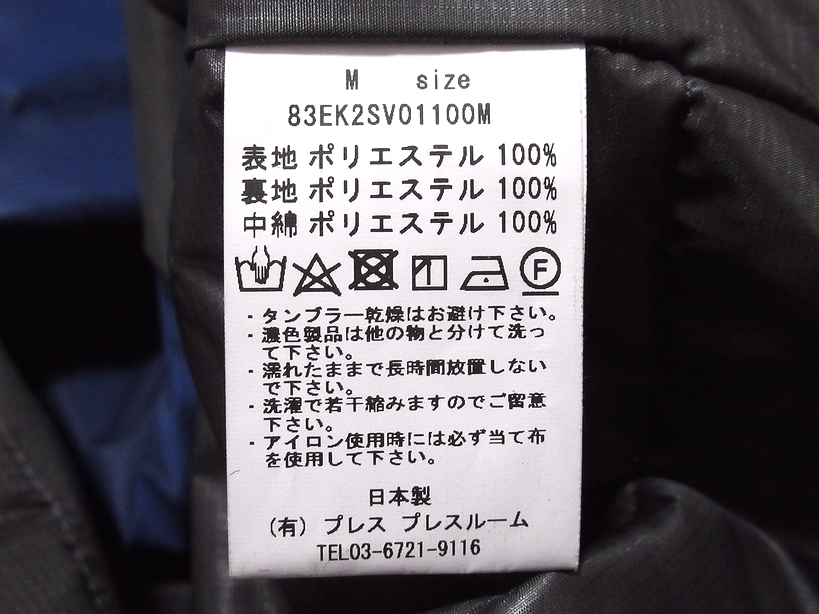 M size
83EK2SV01100M
表地 ポリエステル 100%
裏地 ポリエステル 100%
中綿 ポリエステル 100%
F
・タンブラー乾燥はお避け下さい。
・濃色製品は他の物と分けて洗っ
て下さい。
・濡れたままで長時間放置しない
で下さい。
・洗濯で若干縮みますのでご留意
下さい。
・アイロン使用時には必ず当て布
を使用して下さい。
日本製
(有) プレス プレスルーム
TEL03-6721-9116